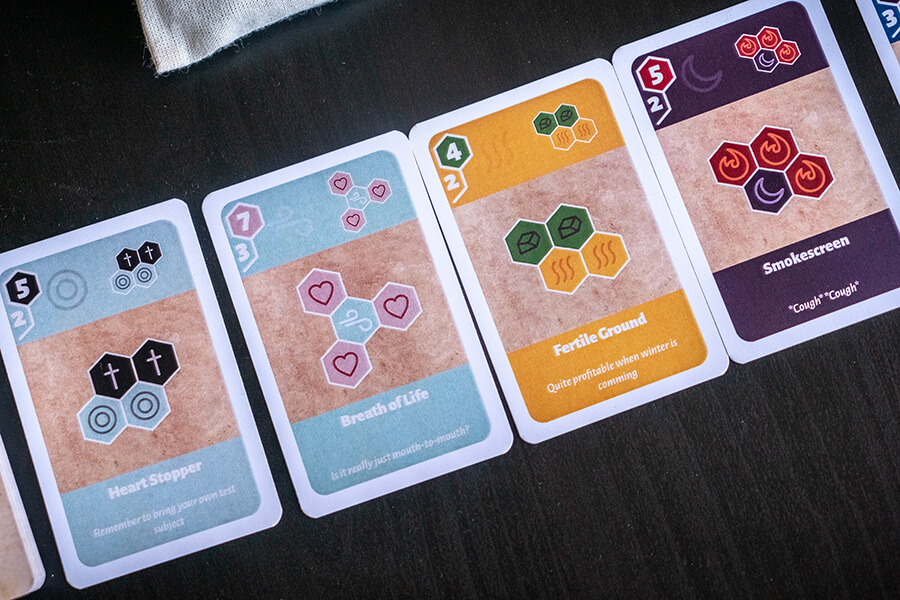 5
2
Heart Stopper
Remember to bring your own test
subject
7
3
Breath of Life
Is it really just mouth-to-mouth?
4
2
Fertile Ground
Quite profitable when winter is
comming
5
2
Smokescreen
*Cough* *Cough*
3